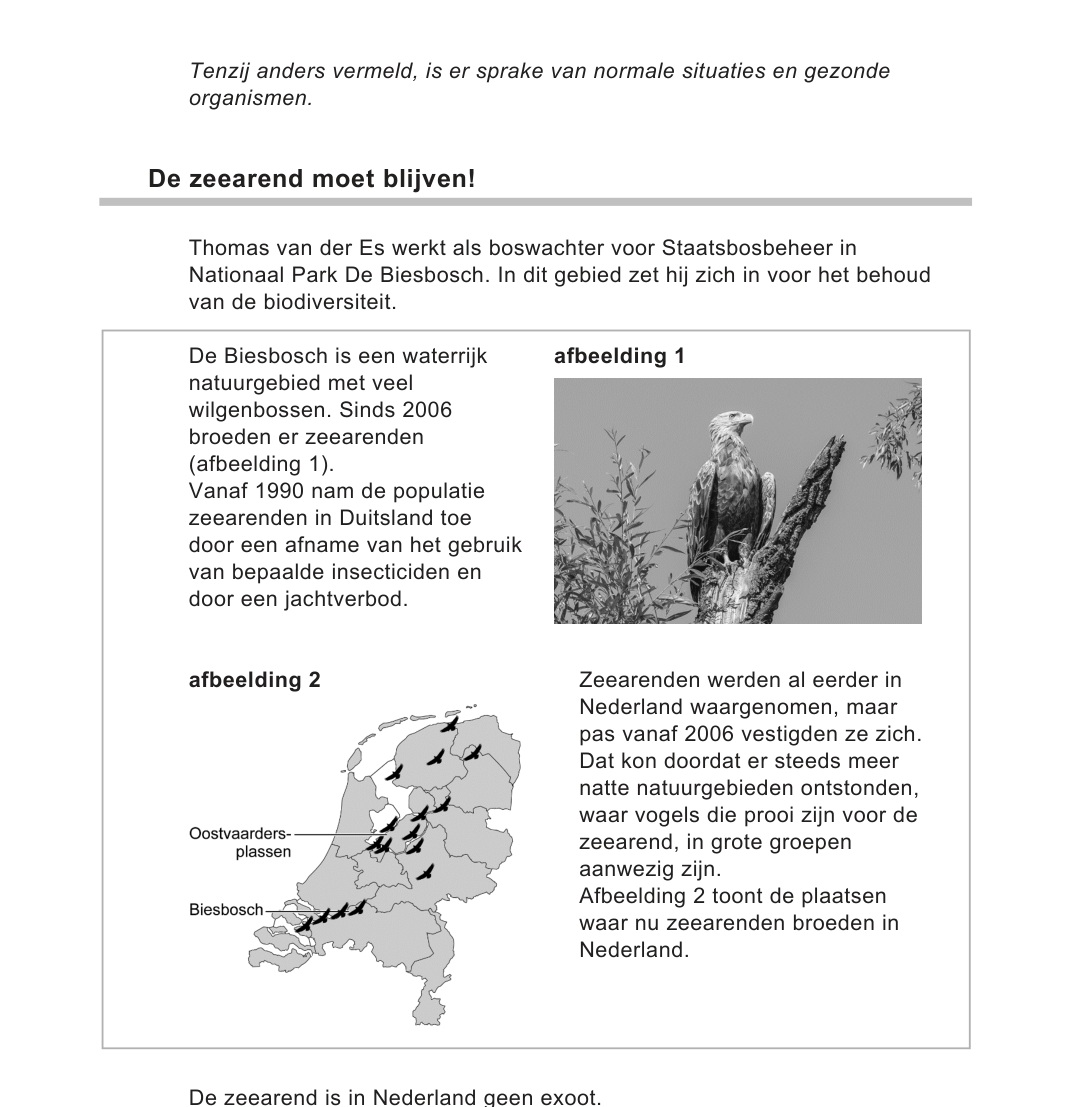 Tenzij anders vermeld, is er sprake van normale situaties en gezonde
organismen.
De zeearend moet blijven!
Thomas van der Es werkt als boswachter voor Staatsbosbeheer in
Nationaal Park De Biesbosch. In dit gebied zet hij zich in voor het behoud
van de biodiversiteit.
De Biesbosch is een waterrijk
natuurgebied met veel
wilgenbossen. Sinds 2006
broeden er zeearenden
(afbeelding 1).
Vanaf 1990 nam de populatie
zeearenden in Duitsland toe
door een afname van het gebruik
van bepaalde insecticiden en
door een jachtverbod.
afbeelding 1
afbeelding 2
Oostvaarders-
plassen
Biesbosch
Zeearenden werden al eerder in
Nederland waargenomen, maar
pas vanaf 2006 vestigden ze zich.
Dat kon doordat er steeds meer
natte natuurgebieden ontstonden,
waar vogels die prooi zijn voor de
zeearend, in grote groepen
aanwezig zijn.
Afbeelding 2 toont de plaatsen
waar nu zeearenden broeden in
Nederland.
De zeearend is in Nederland geen exoot.